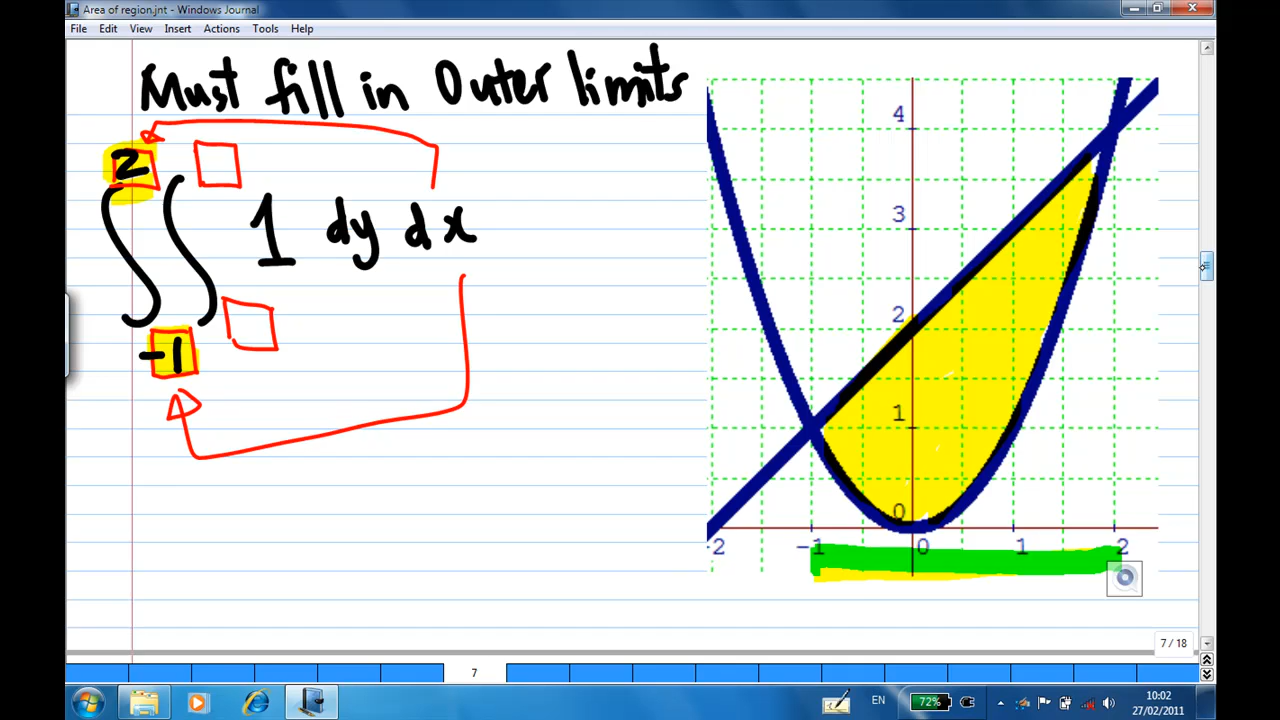 Area of region.jnt - Windows Journal
File Edit View Insert Actions Tools Help
Must fill in Outer limits
2
∫∫ 1 dy dx
-1
4
3
2
1
0
-2 -1 0 1 2
7 / 18
7
EN 72% 10:02
27/02/2011